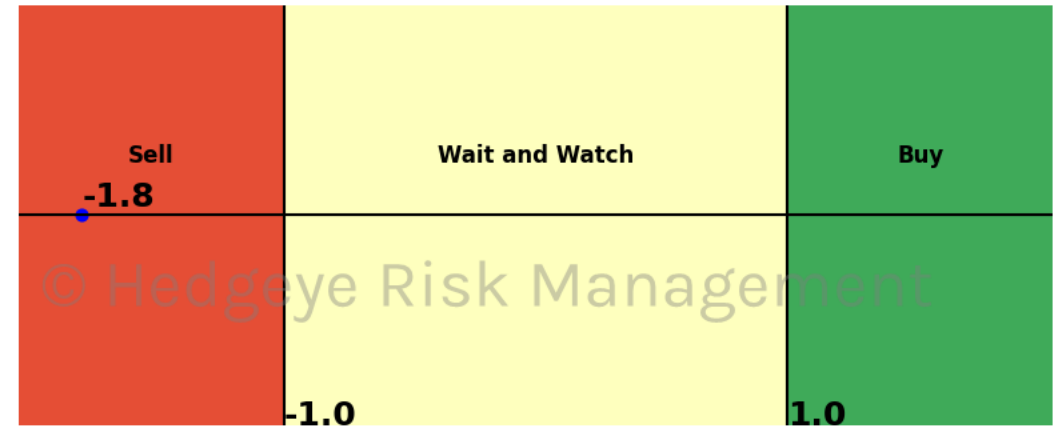 Sell
Wait and Watch
Buy
-1.8
© Hedgeye Risk Management
-1.0
1.0